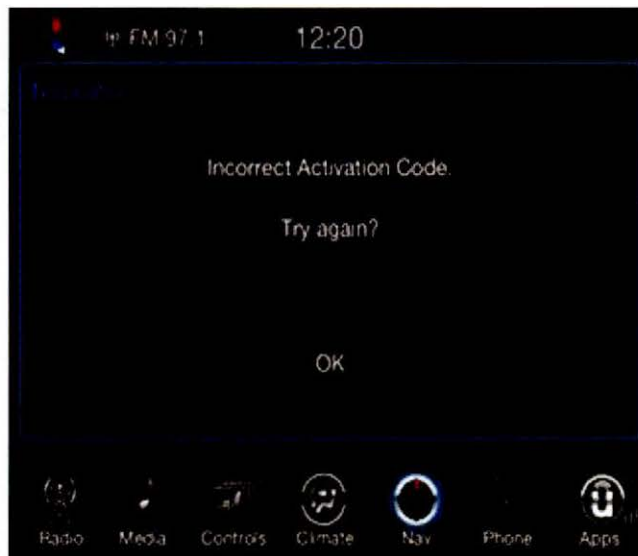 FM 97.1 12:20
Incorrect Activation Code.
Try again?
OK
Radio Media Controls Climate Nav Phone Apps